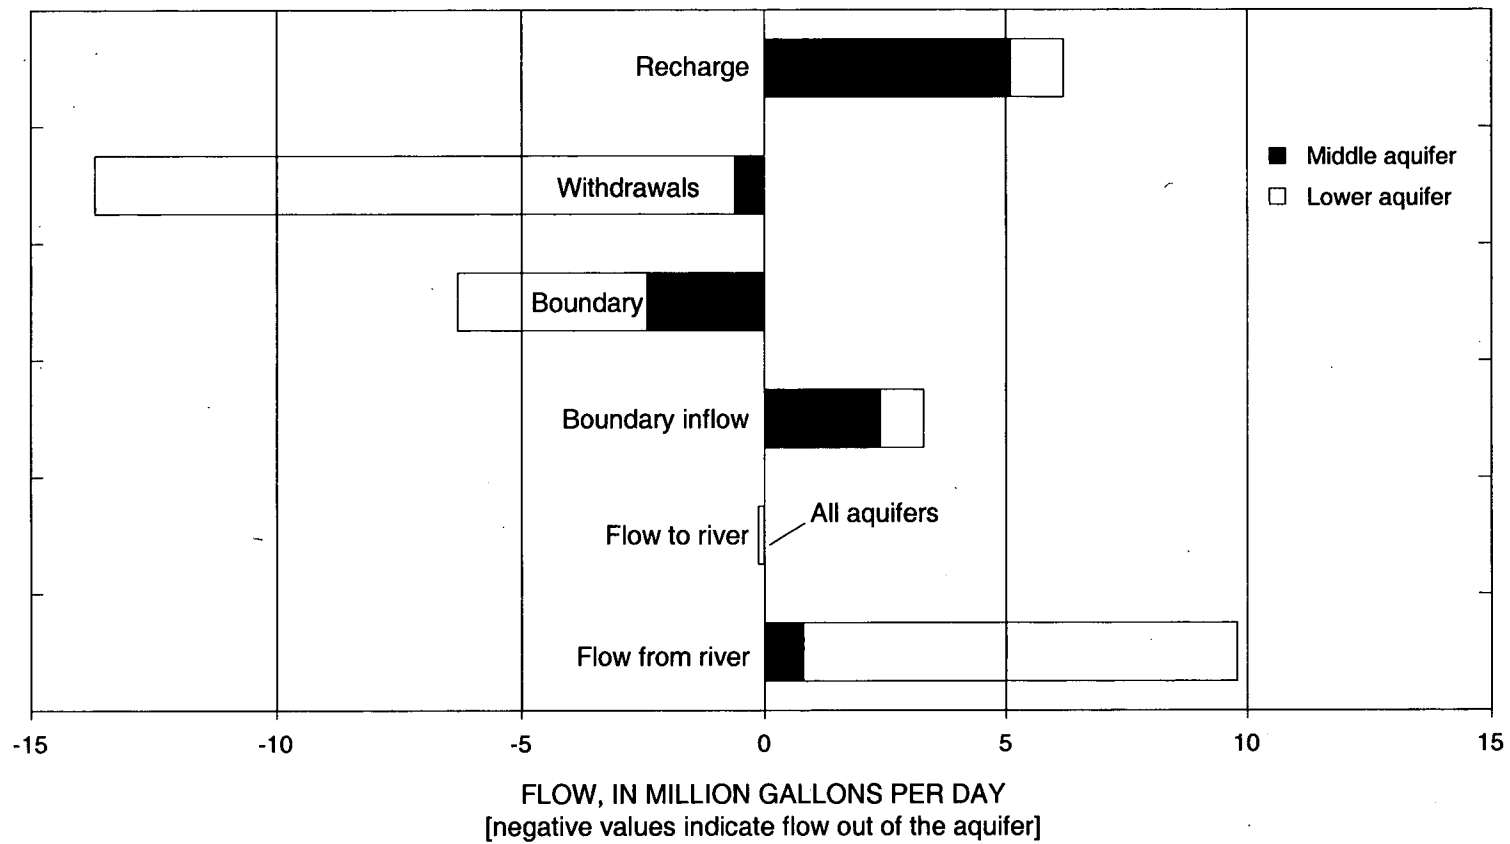 Recharge
Middle aquifer
Lower aquifer
Withdrawals
Boundary
Boundary inflow
All aquifers
Flow to river
Flow from river
-15 -10 -5 0 5 10 15
FLOW, IN MILLION GALLONS PER DAY
[negative values indicate flow out of the aquifer]